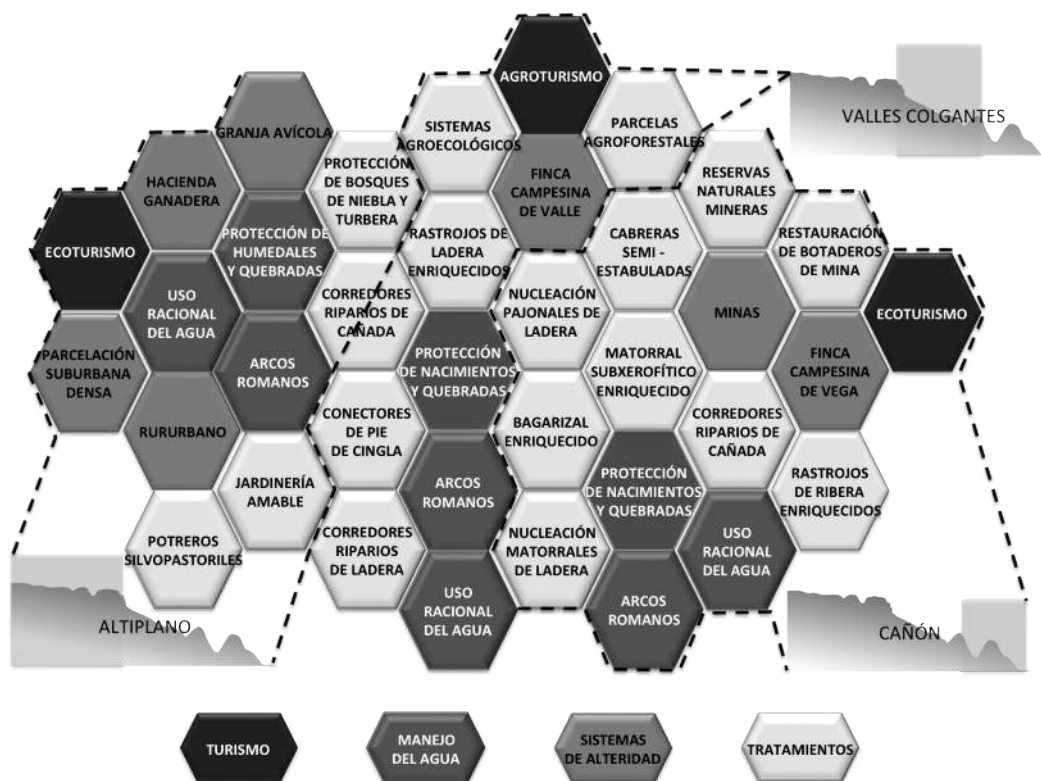 AGROTURISMO
VALLES COLGANTES
GRANJA AVÍCOLA
SISTEMAS
AGROECOLÓGICOS
PARCELAS
AGROFORESTALES
HACIENDA
GANADERA
PROTECCIÓN
DE BOSQUES
DE NIEBLA Y
TURBERA
FINCA
CAMPESINA
DE VALLE
RESERVAS
NATURALES
MINERAS
ECOTURISMO
PROTECCIÓN DE
HUMEDALES
Y QUEBRADAS
RASTROJOS DE
LADERA
ENRIQUECIDOS
CABRERAS
SEMI -
ESTABULADAS
RESTAURACIÓN
DE BOTADEROS
DE MINA
USO
RACIONAL
DEL AGUA
CORREDORES
RIPARIOS DE
CAÑADA
NUCLEACIÓN
PAJONALES DE
LADERA
MINAS
ECOTURISMO
PARCELACIÓN
SUBURBANA
DENSA
ARCOS
ROMANOS
PROTECCIÓN
DE NACIMIENTOS
Y QUEBRADAS
MATORRAL
SUBXEROFÍTICO
ENRIQUECIDO
FINCA
CAMPESINA
DE VEGA
RURURBANO
CONECTORES
DE PIE
DE CINGLA
BAGARIZAL
ENRIQUECIDO
CORREDORES
RIPARIOS DE
CAÑADA
JARDINERÍA
AMABLE
ARCOS
ROMANOS
PROTECCIÓN
DE NACIMIENTOS
Y QUEBRADAS
RASTROJOS
DE RIBERA
ENRIQUECIDOS
POTREROS
SILVOPASTORILES
CORREDORES
RIPARIOS
DE LADERA
NUCLEACIÓN
MATORRALES
DE LADERA
USO
RACIONAL
DEL AGUA
ALTIPLANO
USO
RACIONAL
DEL AGUA
ARCOS
ROMANOS
CAÑÓN
TURISMO
MANEJO
DEL AGUA
SISTEMAS
DE ALTERIDAD
TRATAMIENTOS